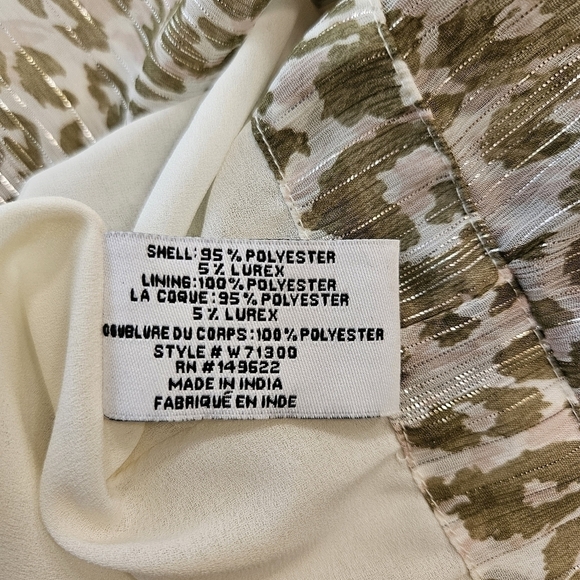 SHELL: 95 % POLYESTER
5 % LUREX
LINING:100% POLYESTER
LA COQUE:95% POLYESTER
5 % LUREX
DOUBLURE DU CORPS:100% POLYESTER
STYLE # W71300
RN #149622
MADE IN INDIA
FABRIQUÉ EN INDE